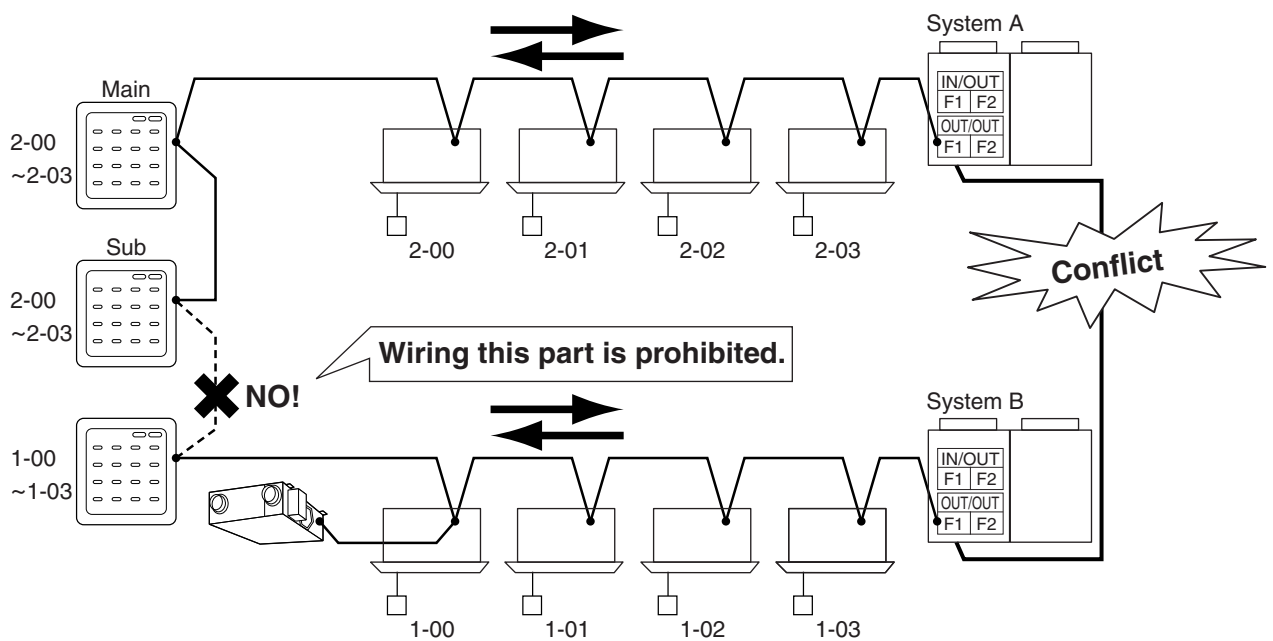 System A
Main
IN/OUT
F1 F2
OUT/OUT
F1 F2
2-00
~2-03
2-00
2-01
2-02
2-03
Sub
Conflict
2-00
~2-03
Wiring this part is prohibited.
NO!
System B
IN/OUT
F1 F2
OUT/OUT
F1 F2
1-00
~1-03
1-00
1-01
1-02
1-03